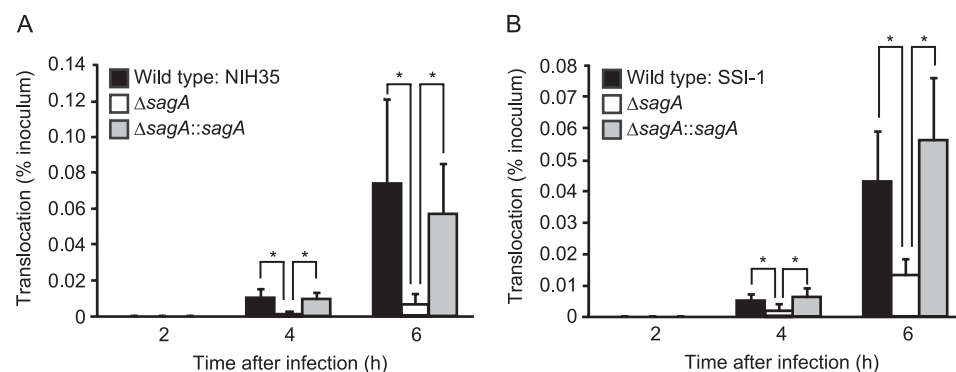 A
Translocation (% inoculum)
0.14
0.12
0.10
0.08
0.06
0.04
0.02
0
Wild type: NIH35
ΔsagA
ΔsagA::sagA
* *
* *
2 4 6
Time after infection (h)
B
Translocation (% inoculum)
0.08
0.07
0.06
0.05
0.04
0.03
0.02
0.01
0
Wild type: SSI-1
ΔsagA
ΔsagA::sagA
* *
* *
2 4 6
Time after infection (h)